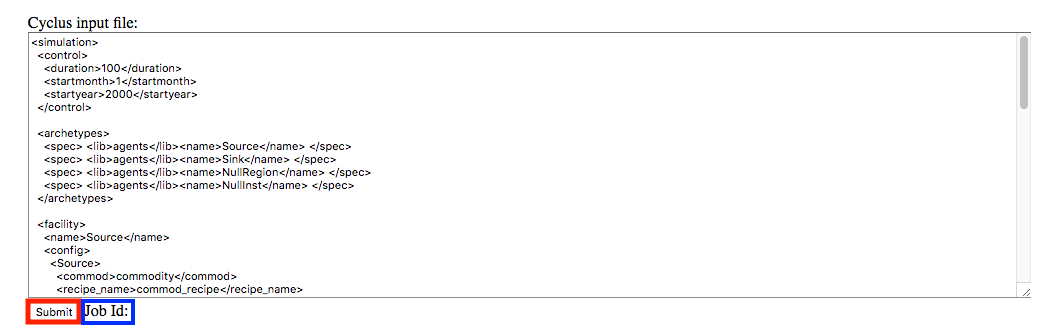 Cyclus input file:
<simulation>
<control>
<duration>100</duration>
<startmonth>1</startmonth>
<startyear>2000</startyear>
</control>
<archetypes>
<spec> <lib>agents</lib><name>Source</name> </spec>
<spec> <lib>agents</lib><name>Sink</name> </spec>
<spec> <lib>agents</lib><name>NullRegion</name> </spec>
<spec> <lib>agents</lib><name>NullInst</name> </spec>
</archetypes>
<facility>
<name>Source</name>
<config>
<Source>
<commod>commodity</commod>
<recipe_name>commod_recipe</recipe_name>
Submit Job Id: